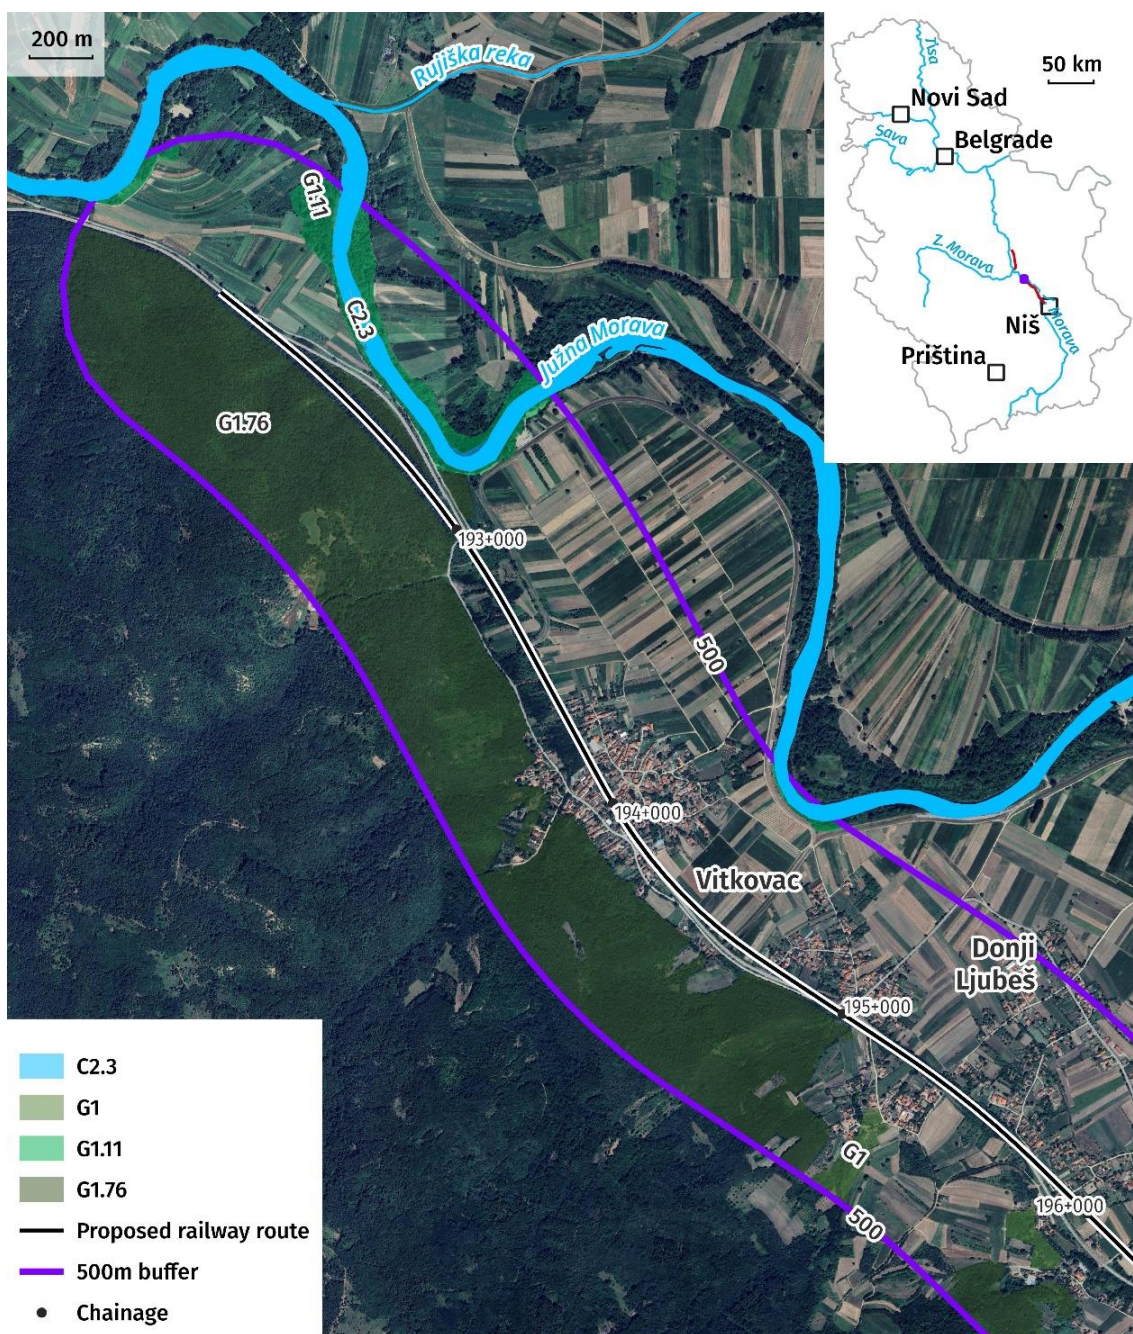 200 m
Rujiška reka
G1.11
C2.3
Južna Morava
G1.76
193+000
500
194+000
Vitkovac
Donji
Ljubeš
195+000
G1
500
196+000
Tisa
50 km
Novi Sad
Sava
Belgrade
Z. Morava
Niš
Morava
Priština
C2.3
G1
G1.11
G1.76
Proposed railway route
500m buffer
Chainage